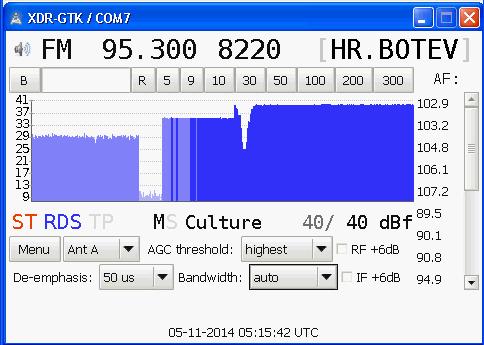 XDR-GTK / COM7
FM 95.300 8220 [HR.BOTEV]
B R 5 9 10 30 50 100 200 300 AF:
41
37
33
29
25
21
17
13
9
102.9
103.2
104.8
106.1
107.2
89.5
90.1
90.8
94.9
ST RDS TP MS Culture 40/ 40 dBf
Menu Ant A AGC threshold: highest RF +6dB
De-emphasis: 50 us Bandwidth: auto IF +6dB
05-11-2014 05:15:42 UTC